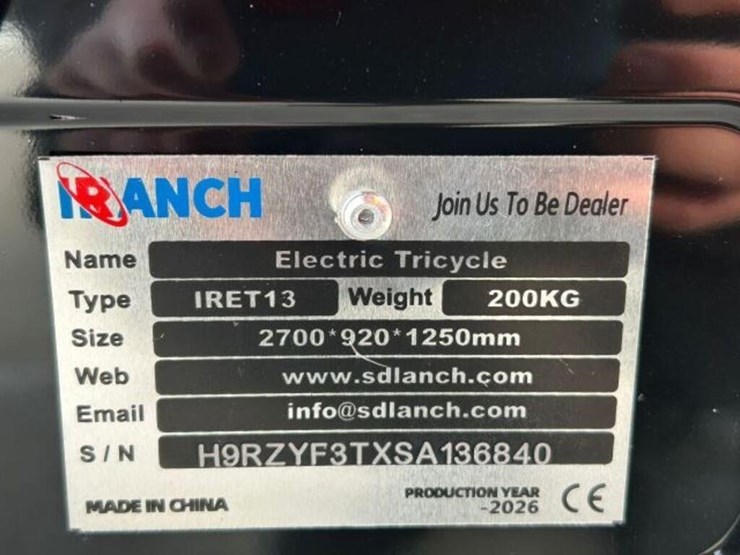 IRANCH
Join Us To Be Dealer
Name Electric Tricycle
Type IRET13 Weight 200KG
Size 2700*920*1250mm
Web www.sdlanch.com
Email info@sdlanch.com
S/N H9RZYF3TXSA136840
MADE IN CHINA
PRODUCTION YEAR
-2026
CE